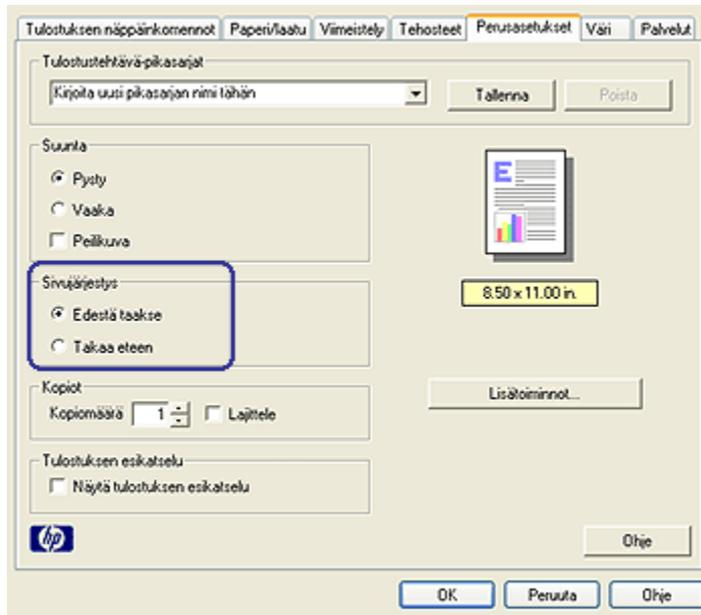 Tulostuksen näppäinkomennot Paperi/laatu Viimeistely Tehosteet Perusasetukset Väri Palvelut
Tulostustehtävä-pikasarjat
Kirjoita uusi pikasarjan nimi tähän Tallenna Poista
Suunta
Pysty
Vaaka
Peilikuva
E
Sivujärjestys
8.50 x 11.00 in.
Edestä taakse
Takaa eteen
Kopiot
Kopiomäärä 1 Lajittele
Lisätoiminnot...
Tulostuksen esikatselu
Näytä tulostuksen esikatselu
hp
Ohje
OK Peruuta Ohje